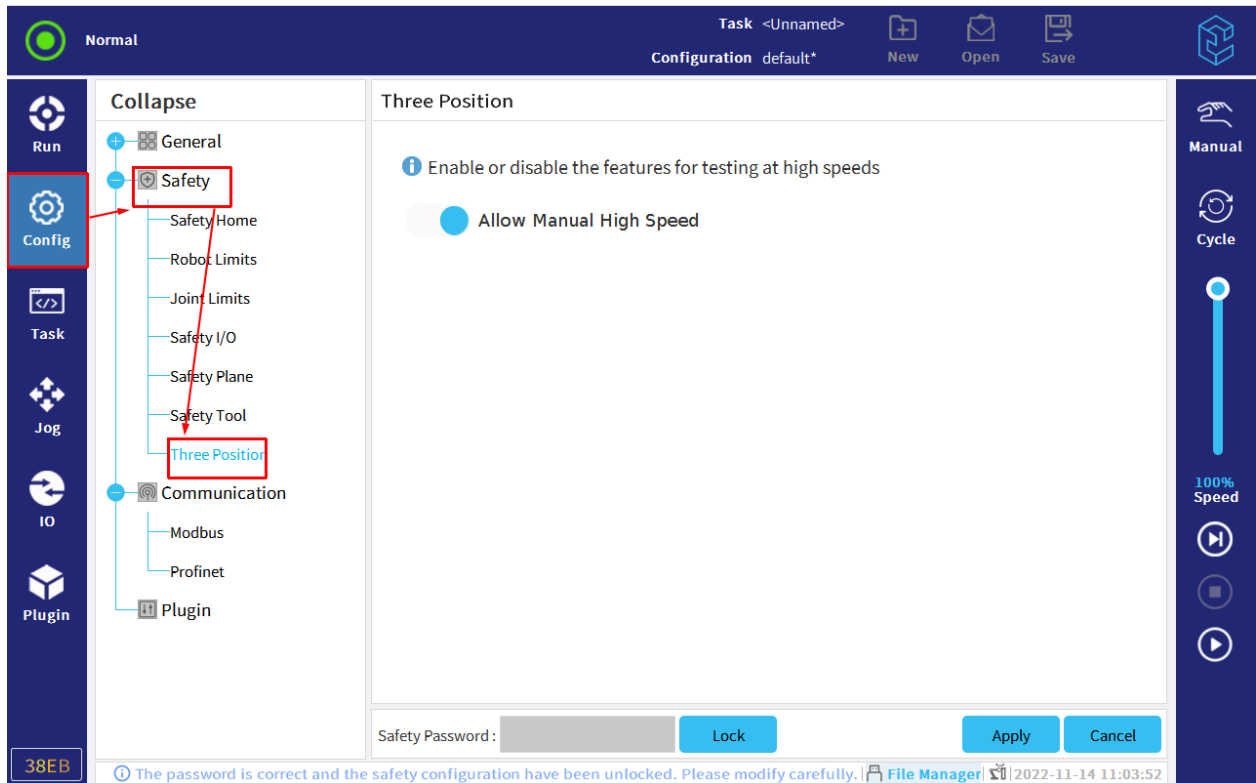 Normal
Task <Unnamed>
Configuration default*
New
Open
Save
Run
Config
Task
Jog
IO
Plugin
38EB
Collapse
General
Safety
Safety Home
Robot Limits
Joint Limits
Safety I/O
Safety Plane
Safety Tool
Three Position
Communication
Modbus
Profinet
Plugin
Three Position
Enable or disable the features for testing at high speeds
Allow Manual High Speed
Safety Password :
Lock
Apply
Cancel
Manual
Cycle
100%
Speed
The password is correct and the safety configuration have been unlocked. Please modify carefully. | File Manager | | 2022-11-14 11:03:52